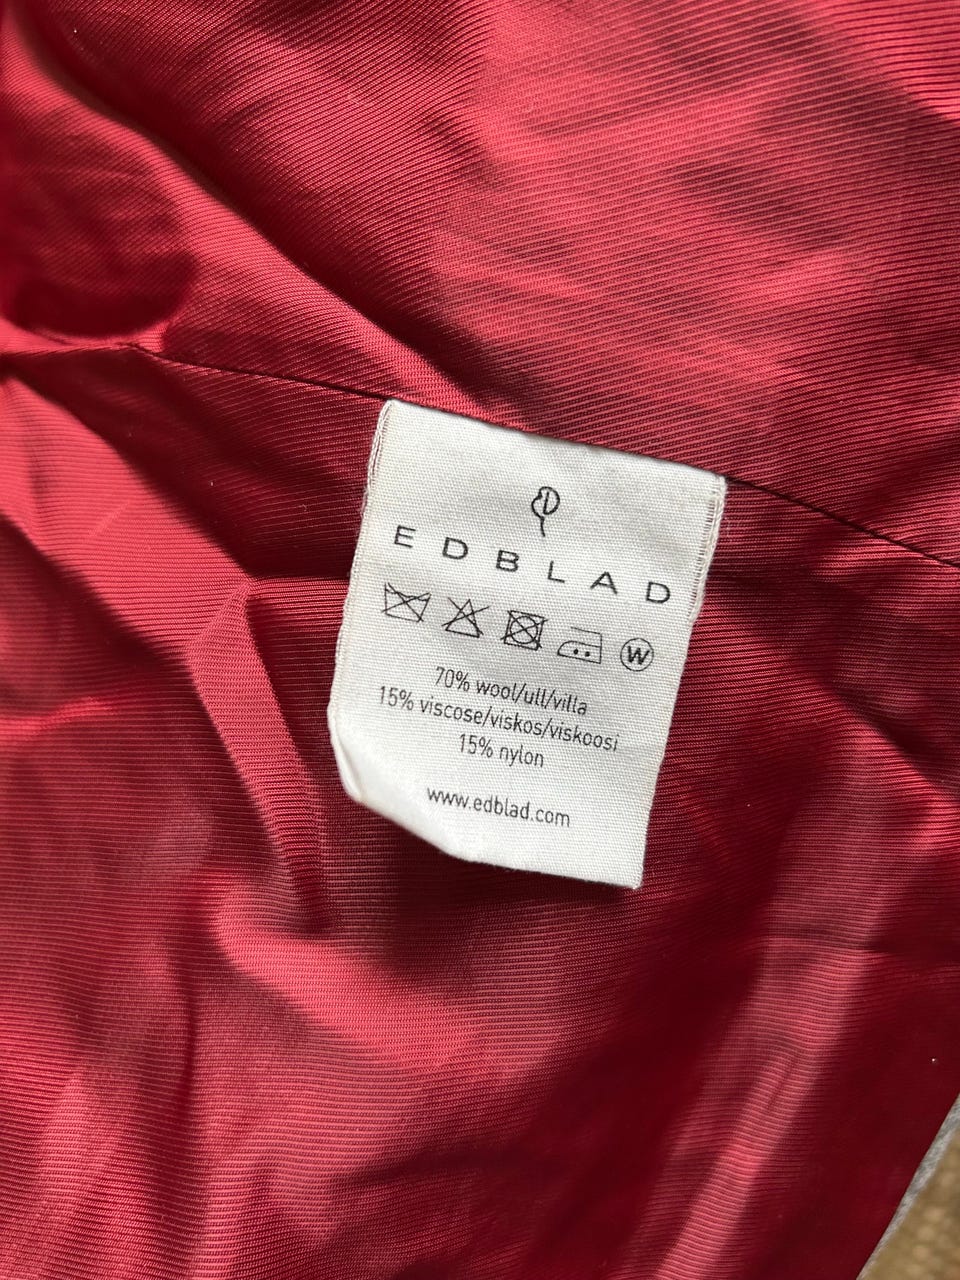 EDBLAD
W
70% wool/ull/villa
15% viscose/viskos/viskoosi
15% nylon
www.edblad.com